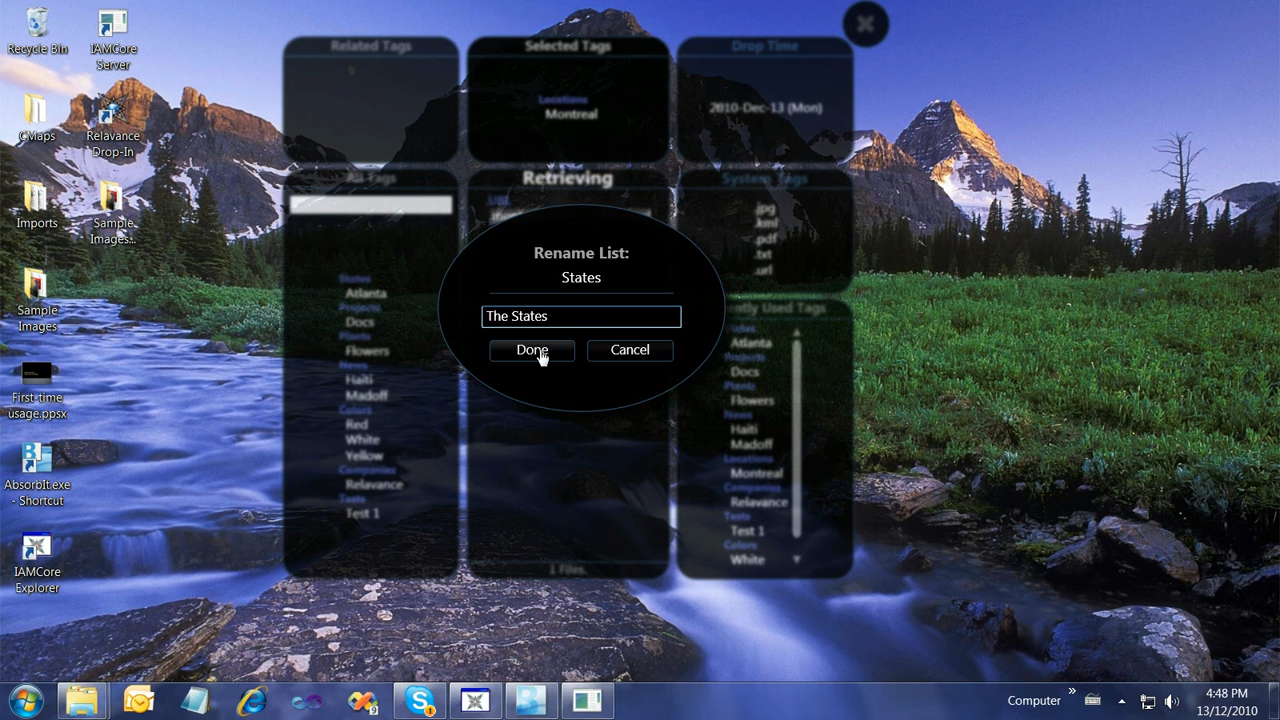 Recycle Bin
IAMCore
Server
CMaps
Relavance
Drop-In
Imports
Sample
Images...
Sample
Images
First-time
usage.ppsx
AbsorbIt.exe
- Shortcut
IAMCore
Explorer
Related Tags
Selected Tags
Locations
Montreal
Drop Time
2010-Dec-13 (Mon)
All Tags
States
Atlanta
Projects
Docs
Plants
Flowers
News
Haiti
Madoff
Colors
Red
White
Yellow
Companies
Relavance
Tests
Test 1
Retrieving
Rename List:
States
The States
Done
Cancel
1 Files.
System Tags
.jpg
.kml
.pdf
.txt
.url
Used Tags
Atlanta
Projects
Docs
Plants
Flowers
News
Haiti
Madoff
Locations
Montreal
Companies
Relavance
Tests
Test 1
Colors
White
Computer
»
4:48 PM
13/12/2010